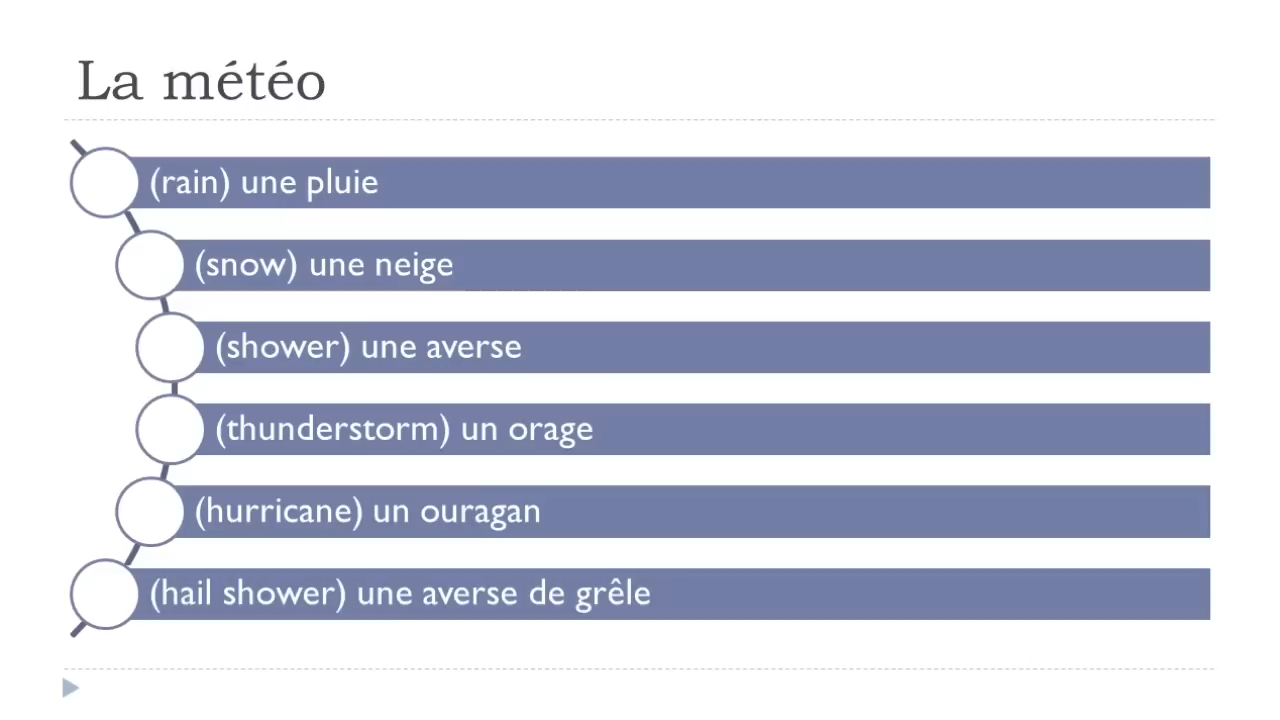 La météo
(rain) une pluie
(snow) une neige
(shower) une averse
(thunderstorm) un orage
(hurricane) un ouragan
(hail shower) une averse de grêle